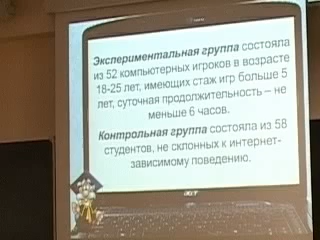 Экспериментальная группа состояла
из 52 компьютерных игроков в возрасте
18-25 лет, имеющих стаж игр больше 5
лет, суточная продолжительность – не
меньше 6 часов.
Контрольная группа состояла из 58
студентов, не склонных к интернет-
зависимому поведению.
acer